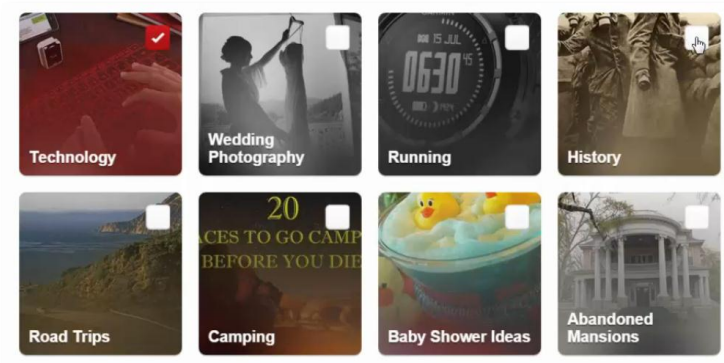 15 JUL
0630 45
Technology
Wedding
Photography
Running
History
20
ACES TO GO CAMP
BEFORE YOU DIE
Road Trips
Camping
Baby Shower Ideas
Abandoned
Mansions